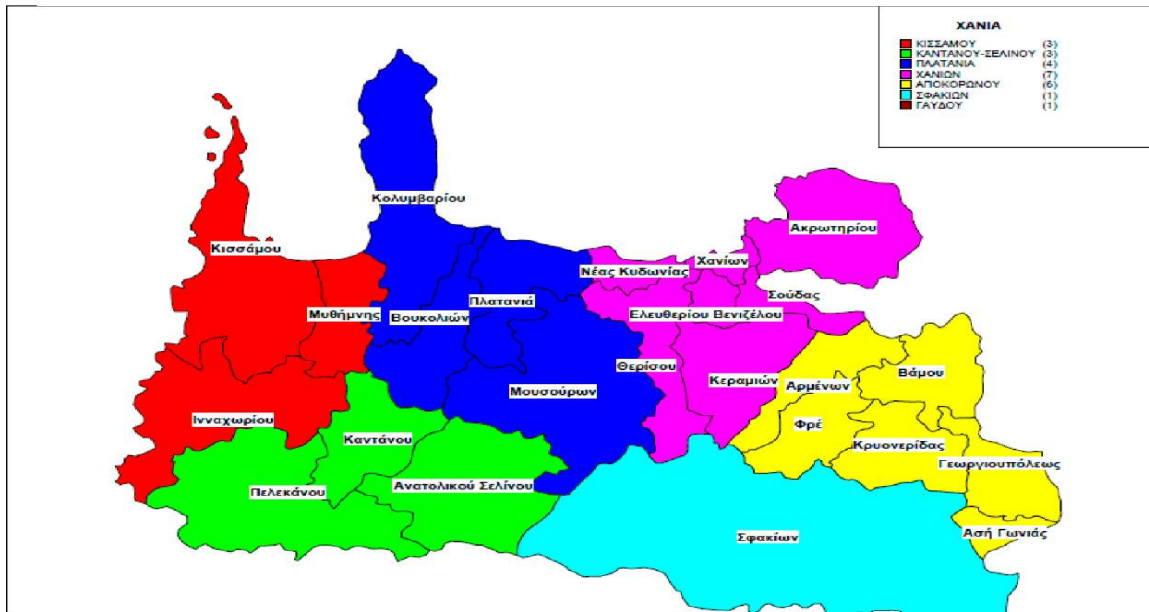 ΧΑΝΙΑ
ΚΙΣΣΑΜΟΥ (3)
ΚΑΝΤΑΝΟΥ-ΣΕΛΙΝΟΥ (3)
ΠΛΑΤΑΝΙΑ (4)
ΧΑΝΙΩΝ (7)
ΑΠΟΚΟΡΩΝΟΥ (6)
ΣΦΑΚΙΩΝ (1)
ΓΑΥΔΟΥ (1)
Κολυμβαρίου
Ακρωτηρίου
Κισσάμου
Χανίων
Νέας Κυδωνίας
Σούδας
Πλατανιά
Μυθήμνης
Βουκολιών
Ελευθερίου Βενιζέλου
Θερίσου
Βάμου
Κεραμιών
Αρμένων
Μουσούρων
Ινναχωρίου
Φρέ
Καντάνου
Κρυονερίδας
Γεωργιουπόλεως
Ανατολικού Σελίνου
Πελεκάνου
Σφακίων
Ασή Γωνιάς